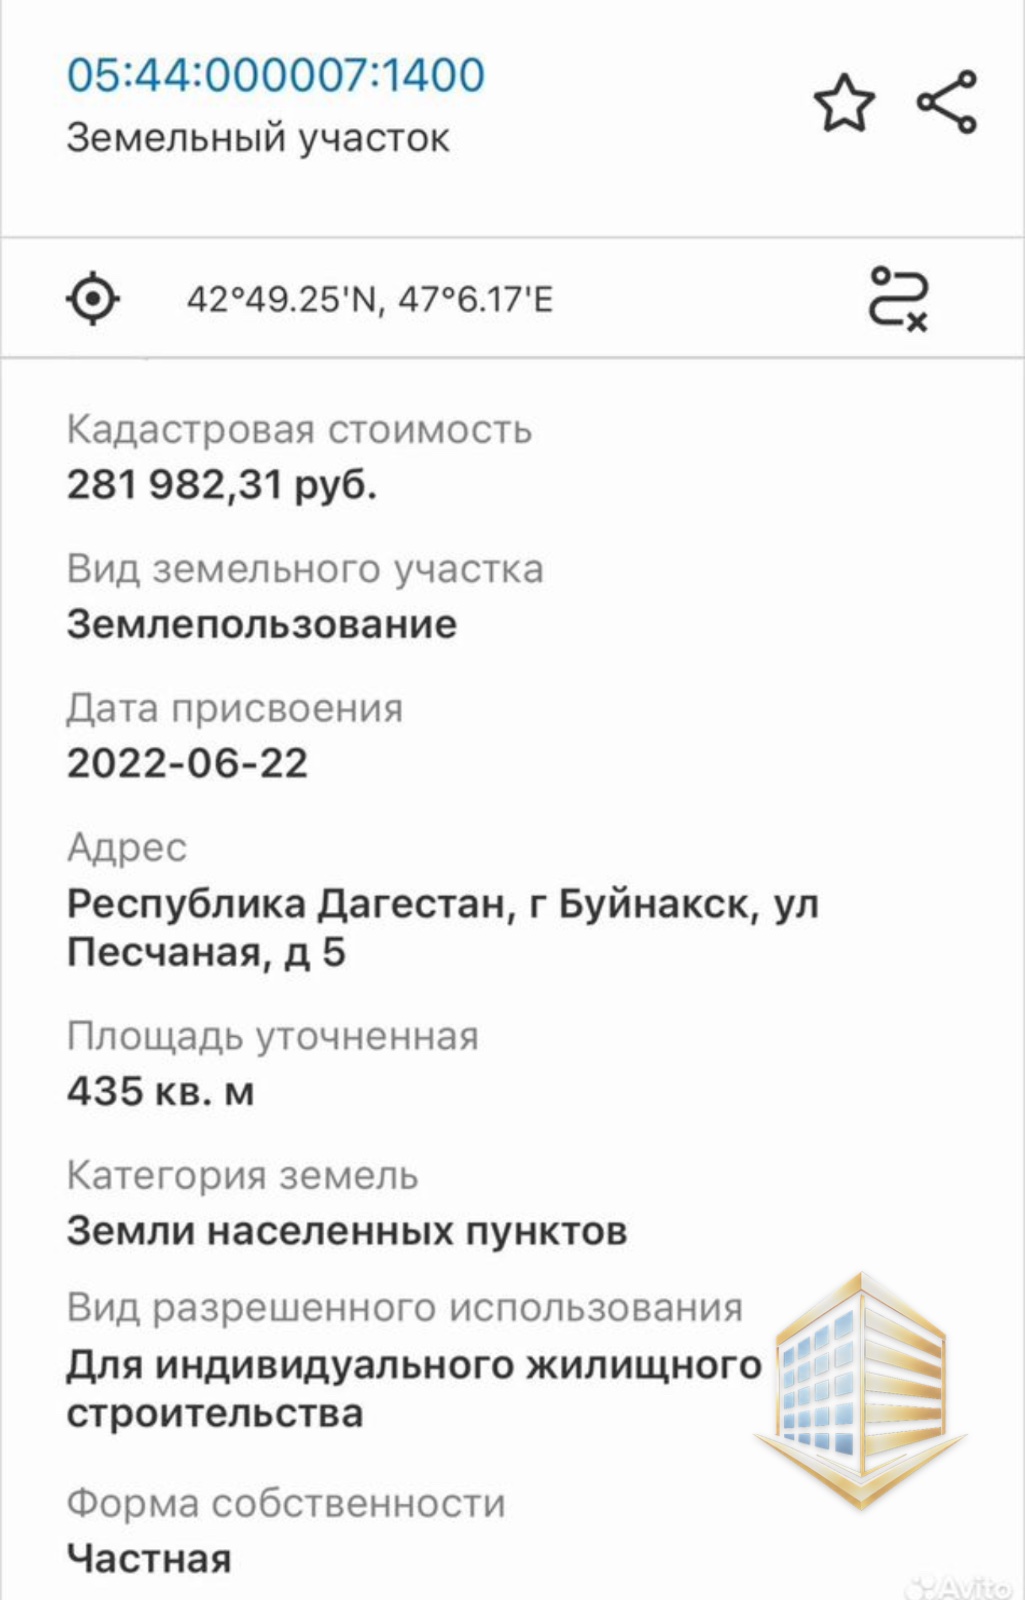 05:44:000007:1400
Земельный участок
42°49.25'N, 47°6.17'E
Кадастровая стоимость
281 982,31 руб.
Вид земельного участка
Землепользование
Дата присвоения
2022-06-22
Адрес
Республика Дагестан, г Буйнакск, ул
Песчаная, д 5
Площадь уточненная
435 кв. м
Категория земель
Земли населенных пунктов
Вид разрешенного использования
Для индивидуального жилищного
строительства
Форма собственности
Частная
Avito